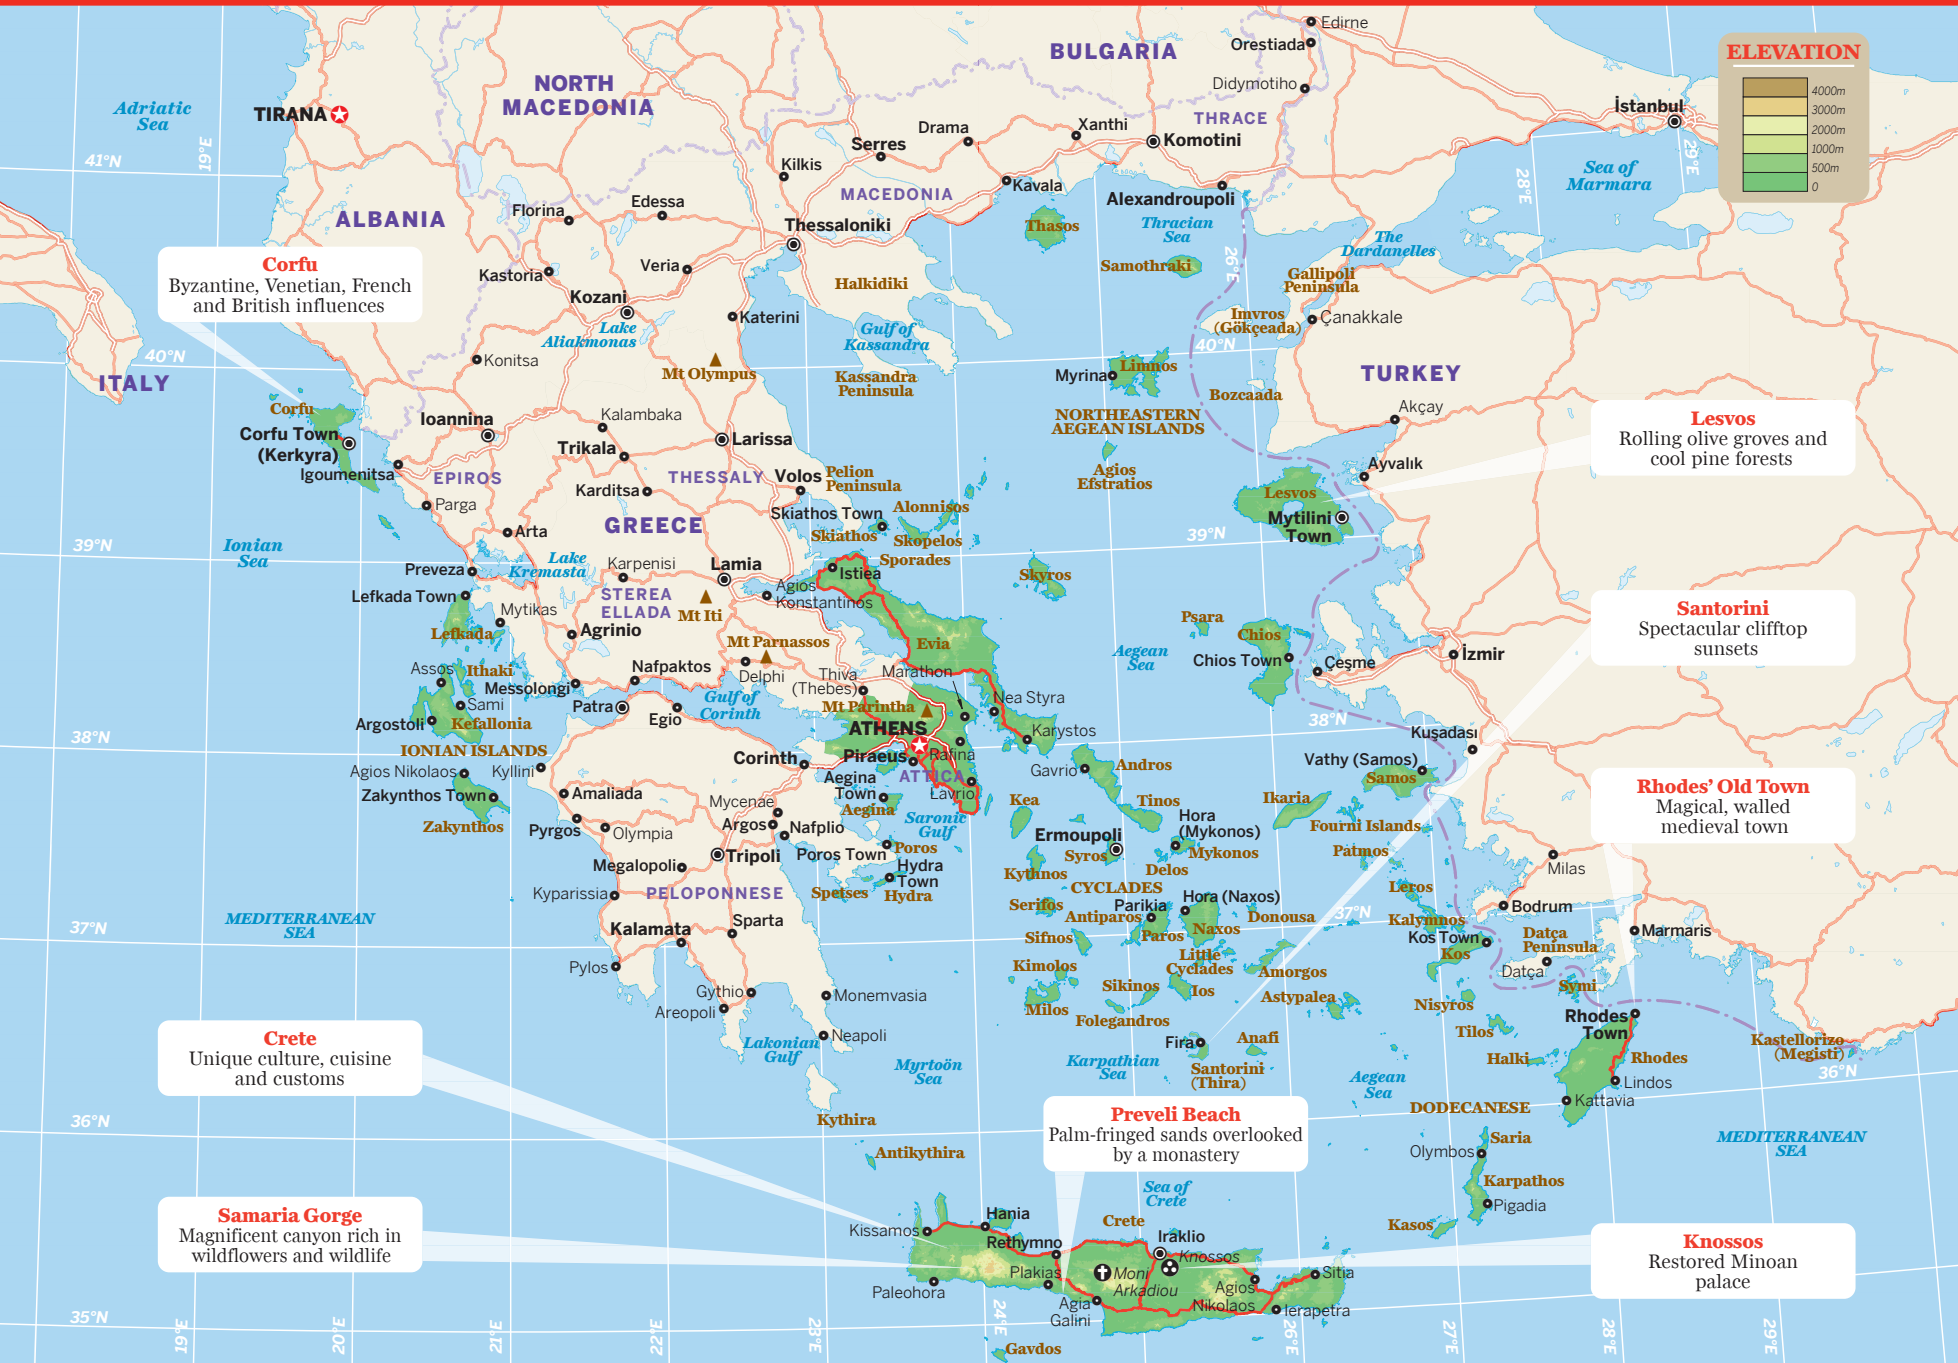 BULGARIA
Edirne
Orestiada
Didymotiho
THRACE
ELEVATION
4000m
3000m
2000m
1000m
500m
0
NORTH
MACEDONIA
Adriatic
Sea
TIRANA
41°N
19°E
ALBANIA
İstanbul
Sea of
Marmara
28°E
29°E
Drama
Xanthi
Komotini
Serres
Kilkis
MACEDONIA
Kavala
Alexandroupoli
Thracian
Sea
26°E
The
Dardanelles
Florina
Edessa
Thessaloniki
Thasos
Samothraki
Gallipoli
Peninsula
Kastoria
Veria
Halkidiki
Corfu
Byzantine, Venetian, French
and British influences
Kozani
Lake
Aliakmonas
Katerini
Gulf of
Kassandra
Imvros
(Gökçeada)
Çanakkale
40°N
40°N
ITALY
Konitsa
Mt Olympus
Kassandra
Peninsula
Myrina
Limnos
Bozcaada
TURKEY
NORTHEASTERN
AEGEAN ISLANDS
Akçay
Lesvos
Rolling olive groves and
cool pine forests
Corfu
Corfu Town
(Kerkyra)
Igoumenitsa
Ioannina
Kalambaka
Trikala
Larissa
EPIROS
THESSALY
Volos
Pelion
Peninsula
Karditsa
Parga
Agios
Efstratios
Ayvalık
Lesvos
Mytilini
Town
GREECE
Skiathos Town
Alonnisos
Skiathos
Skopelos
Sporades
Arta
39°N
39°N
Ionian
Sea
Lake
Kremasta
Karpenisi
Lamia
Istiea
Skyros
Preveza
Lefkada Town
Mytikas
STEREA
ELLADA
Mt Iti
Agios
Konstantinos
Lefkada
Agrinio
Mt Parnassos
Evia
Psara
Chios
Chios Town
Çeşme
İzmir
Aegean
Sea
Santorini
Spectacular clifftop
sunsets
Assos
Ithaki
Sami
Messolongi
Nafpaktos
Delphi
Thiva
(Thebes)
Marathon
Nea Styra
Argostoli
Kefallonia
Patra
Egio
Gulf of
Corinth
Mt Parintha
ATHENS
Karystos
38°N
38°N
Kuşadası
IONIAN ISLANDS
Agios Nikolaos
Kyllini
Corinth
Piraeus
Rafina
ATTICA
Lavrio
Gavrio
Andros
Vathy (Samos)
Samos
Zakynthos Town
Zakynthos
Amaliada
Aegina
Town
Aegina
Saronic
Gulf
Kea
Tinos
Ikaria
Fourni Islands
Rhodes' Old Town
Magical, walled
medieval town
Pyrgos
Olympia
Mycenae
Argos
Nafplio
Poros Town
Poros
Ermoupoli
Syros
Hora
(Mykonos)
Mykonos
Delos
Patmos
Milas
Megalopoli
Tripoli
Hydra
Town
Spetses
Hydra
Kythnos
CYCLADES
Leros
Kyparissia
PELOPONNESE
Serifos
Antiparos
Parikia
Hora (Naxos)
Donousa
37°N
37°N
Kalymnos
Bodrum
MEDITERRANEAN
SEA
Kalamata
Sparta
Sifnos
Paros
Naxos
Kos Town
Kos
Datça
Peninsula
Marmaris
Pylos
Kimolos
Little
Cyclades
Amorgos
Datça
Symi
Gythio
Areopoli
Monemvasia
Milos
Sikinos
Ios
Folegandros
Astypalea
Nisyros
Tilos
Rhodes
Town
Neapoli
Lakonian
Gulf
Myrtoön
Sea
Karpathian
Sea
Fira
Anafi
Santorini
(Thira)
Halki
Rhodes
Kastellorizo
(Megisti)
36°N
Lindos
Kattavia
Crete
Unique culture, cuisine
and customs
Aegean
Sea
DODECANESE
Kythira
36°N
Preveli Beach
Palm-fringed sands overlooked
by a monastery
Antikythira
Saria
Olymbos
Karpathos
Pigadia
Kasos
MEDITERRANEAN
SEA
Samaria Gorge
Magnificent canyon rich in
wildflowers and wildlife
Sea of
Crete
Kissamos
Hania
Rethymno
Crete
Iraklio
Knossos
Plakias
Moni
Arkadiou
Paleohora
Agia
Galini
Agios
Nikolaos
Sitia
Ierapetra
Knossos
Restored Minoan
palace
Gavdos
35°N
19°E
20°E
21°E
22°E
23°E
24°E
26°E
27°E
28°E
29°E